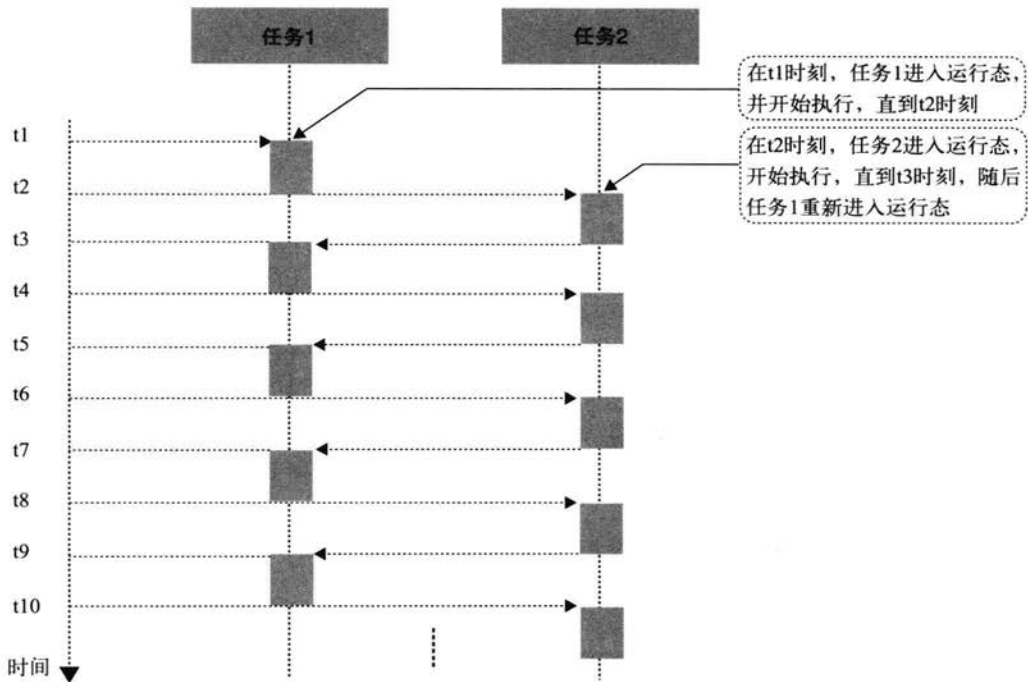 任务1
任务2
在t1时刻，任务1进入运行态，
并开始执行，直到t2时刻
在t2时刻，任务2进入运行态，
开始执行，直到t3时刻，随后
任务1重新进入运行态
t1
t2
t3
t4
t5
t6
t7
t8
t9
t10
时间